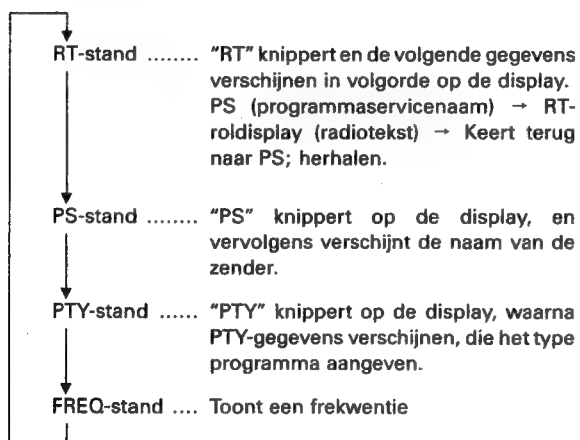 RT-stand ........ "RT" knippert en de volgende gegevens
verschijnen in volgorde op de display.
PS (programmaservicenaam) → RT-
roldisplay (radiotekst) → Keert terug
naar PS; herhalen.
PS-stand ........ "PS" knippert op de display, en
vervolgens verschijnt de naam van de
zender.
PTY-stand ...... "PTY" knippert op de display, waarna
PTY-gegevens verschijnen, die het type
programma aangeven.
FREQ-stand .... Toont een frekwentie